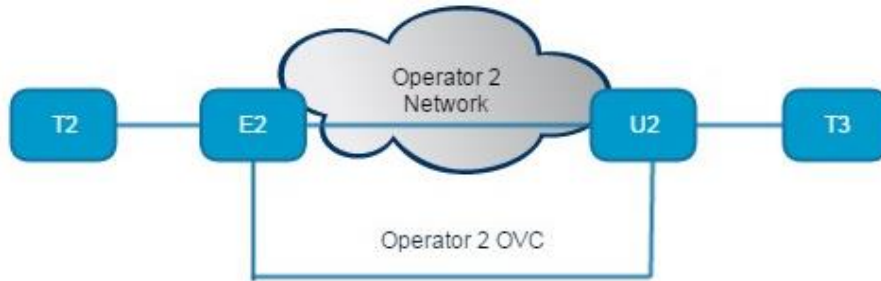 Operator 2
Network
T2
E2
U2
T3
Operator 2 OVC